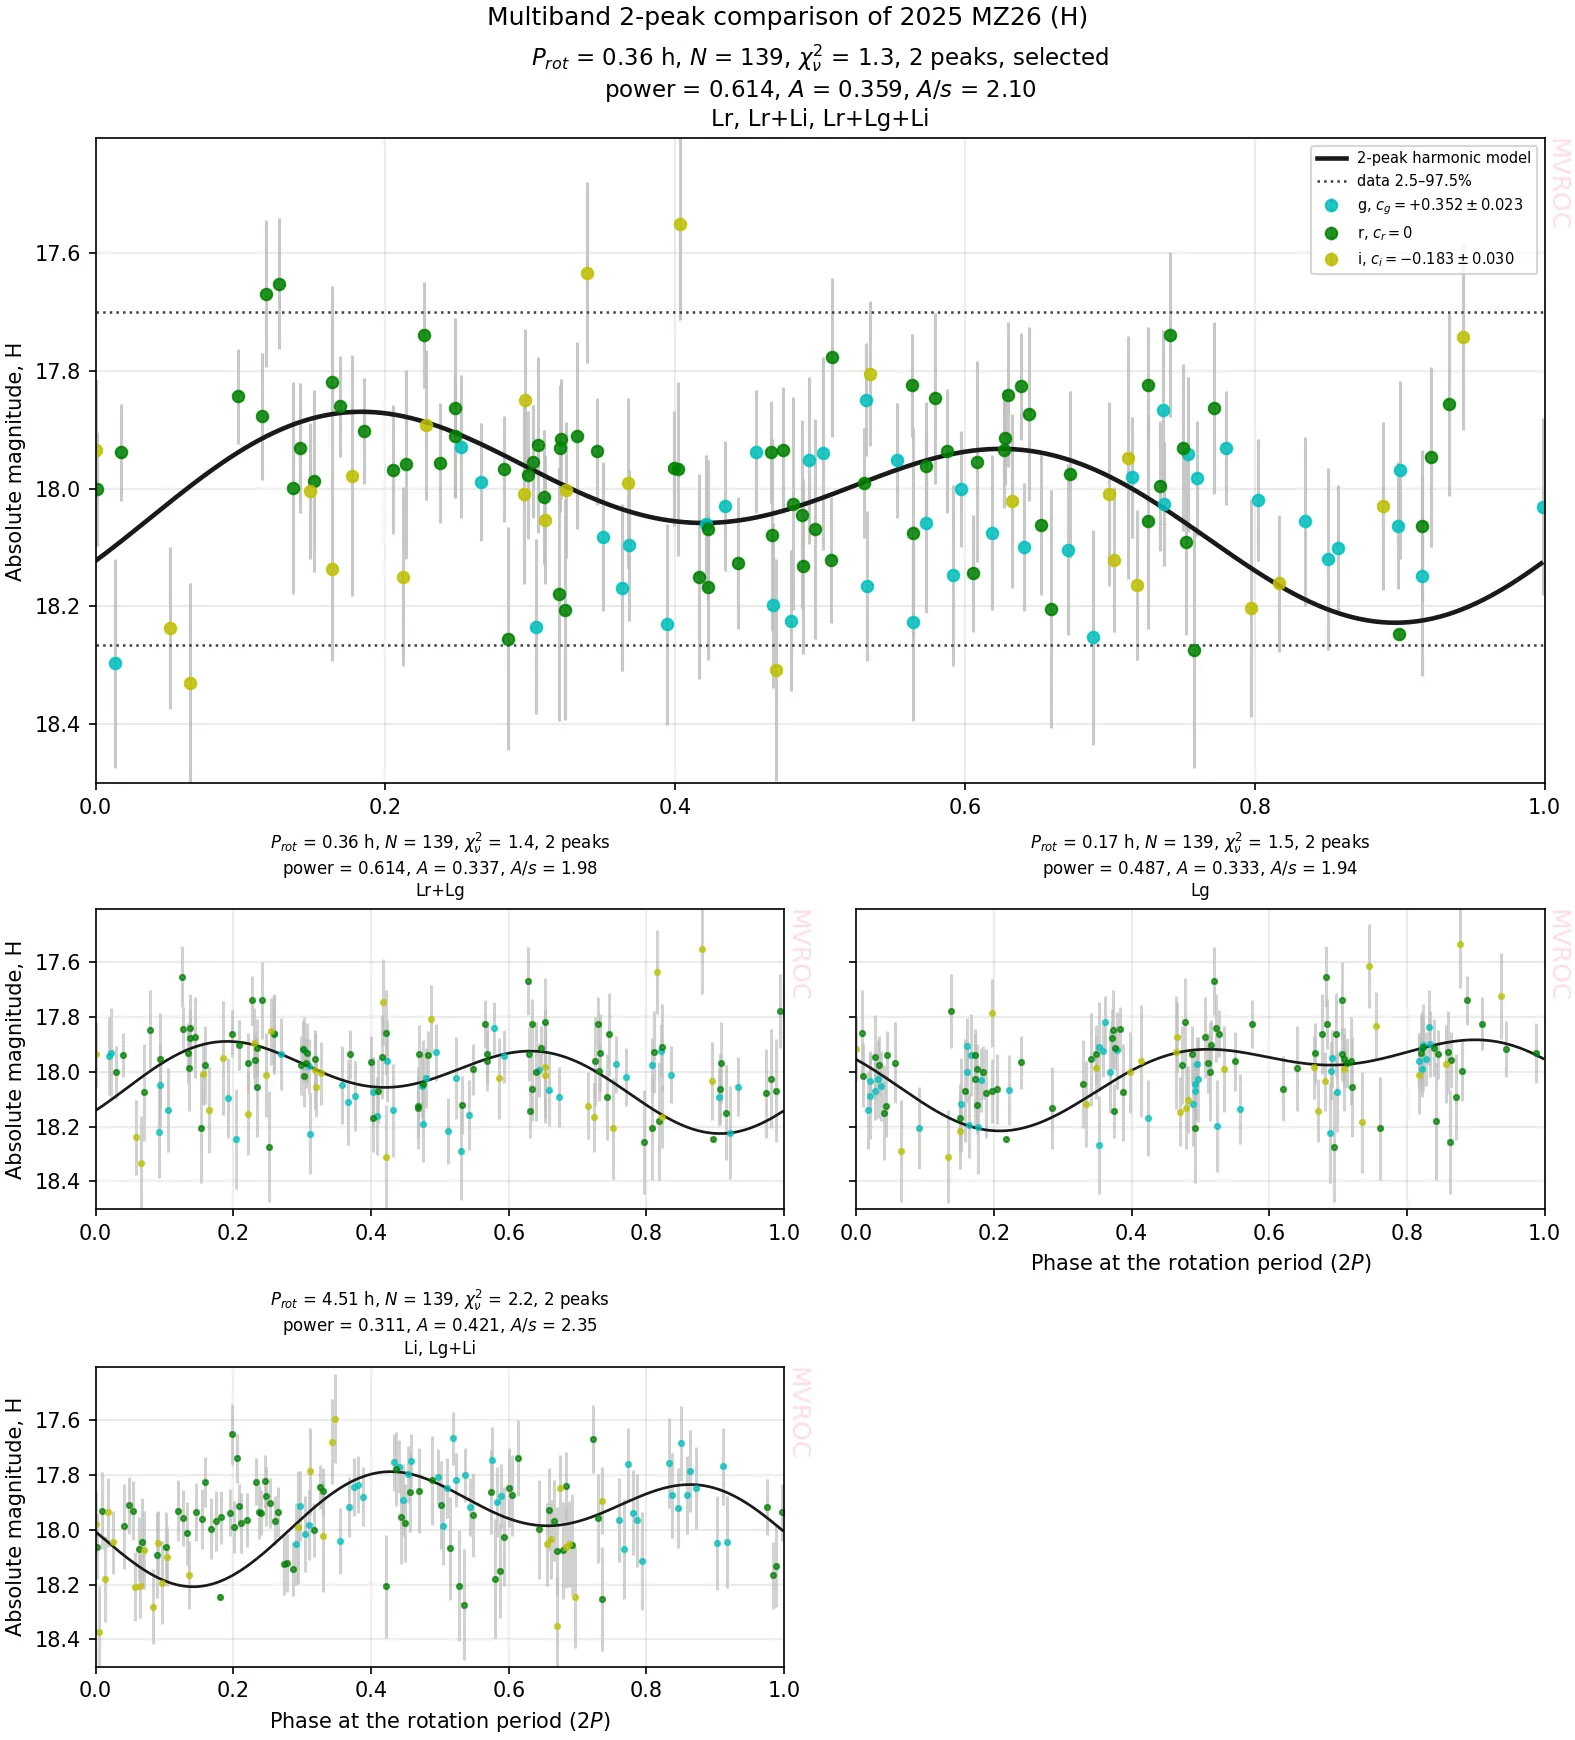 Multiband 2-peak comparison of 2025 MZ26 (H)
P_rot = 0.36 h, N = 139, χ²_ν = 1.3, 2 peaks, selected
power = 0.614, A = 0.359, A/s = 2.10
Lr, Lr+Li, Lr+Lg+Li
MVROC
2-peak harmonic model
data 2.5–97.5%
g, c_g = +0.352 ± 0.023
r, c_r = 0
i, c_i = −0.183 ± 0.030
Absolute magnitude, H
17.6
17.8
18.0
18.2
18.4
0.0 0.2 0.4 0.6 0.8 1.0
P_rot = 0.36 h, N = 139, χ²_ν = 1.4, 2 peaks
power = 0.614, A = 0.337, A/s = 1.98
Lr+Lg
MVROC
Absolute magnitude, H
17.6
17.8
18.0
18.2
18.4
0.0 0.2 0.4 0.6 0.8 1.0
P_rot = 0.17 h, N = 139, χ²_ν = 1.5, 2 peaks
power = 0.487, A = 0.333, A/s = 1.94
Lg
MVROC
0.0 0.2 0.4 0.6 0.8 1.0
Phase at the rotation period (2P)
P_rot = 4.51 h, N = 139, χ²_ν = 2.2, 2 peaks
power = 0.311, A = 0.421, A/s = 2.35
Li, Lg+Li
MVROC
Absolute magnitude, H
17.6
17.8
18.0
18.2
18.4
0.0 0.2 0.4 0.6 0.8 1.0
Phase at the rotation period (2P)